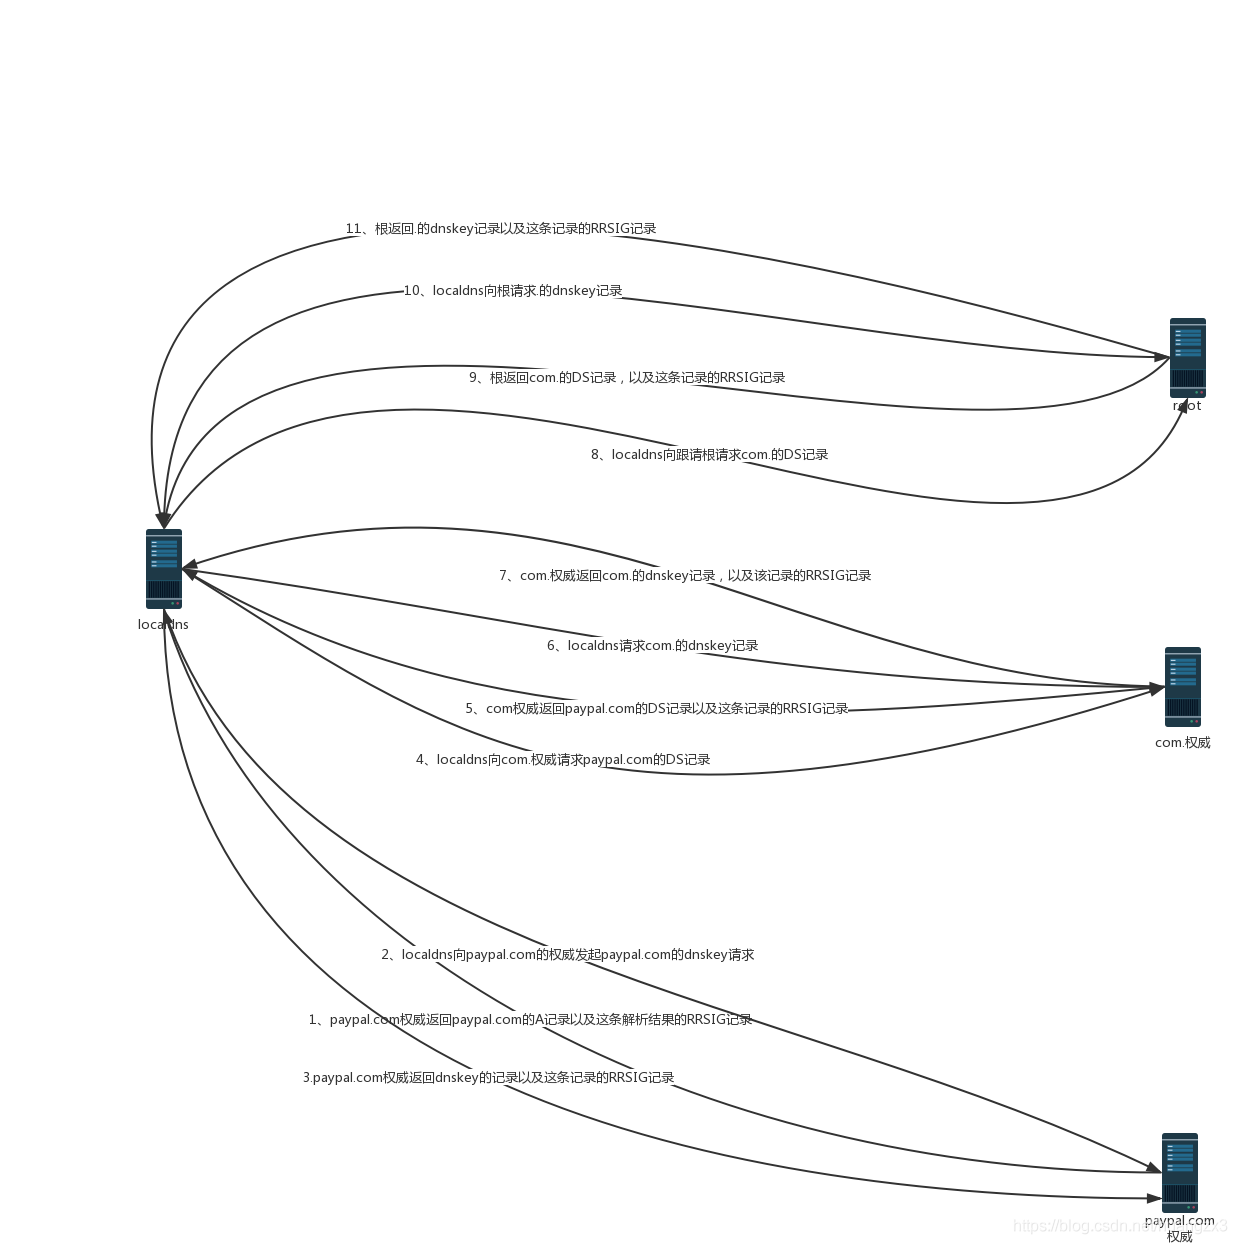 11、根返回.的dnskey记录以及这条记录的RRSIG记录
10、localdns向根请求.的dnskey记录
9、根返回com.的DS记录，以及这条记录的RRSIG记录
root
8、localdns向跟请根请求com.的DS记录
7、com.权威返回com.的dnskey记录，以及该记录的RRSIG记录
localdns
6、localdns请求com.的dnskey记录
5、com权威返回paypal.com的DS记录以及这条记录的RRSIG记录
com.权威
4、localdns向com.权威请求paypal.com的DS记录
2、localdns向paypal.com的权威发起paypal.com的dnskey请求
1、paypal.com权威返回paypal.com的A记录以及这条解析结果的RRSIG记录
3.paypal.com权威返回dnskey的记录以及这条记录的RRSIG记录
paypal.com
权威